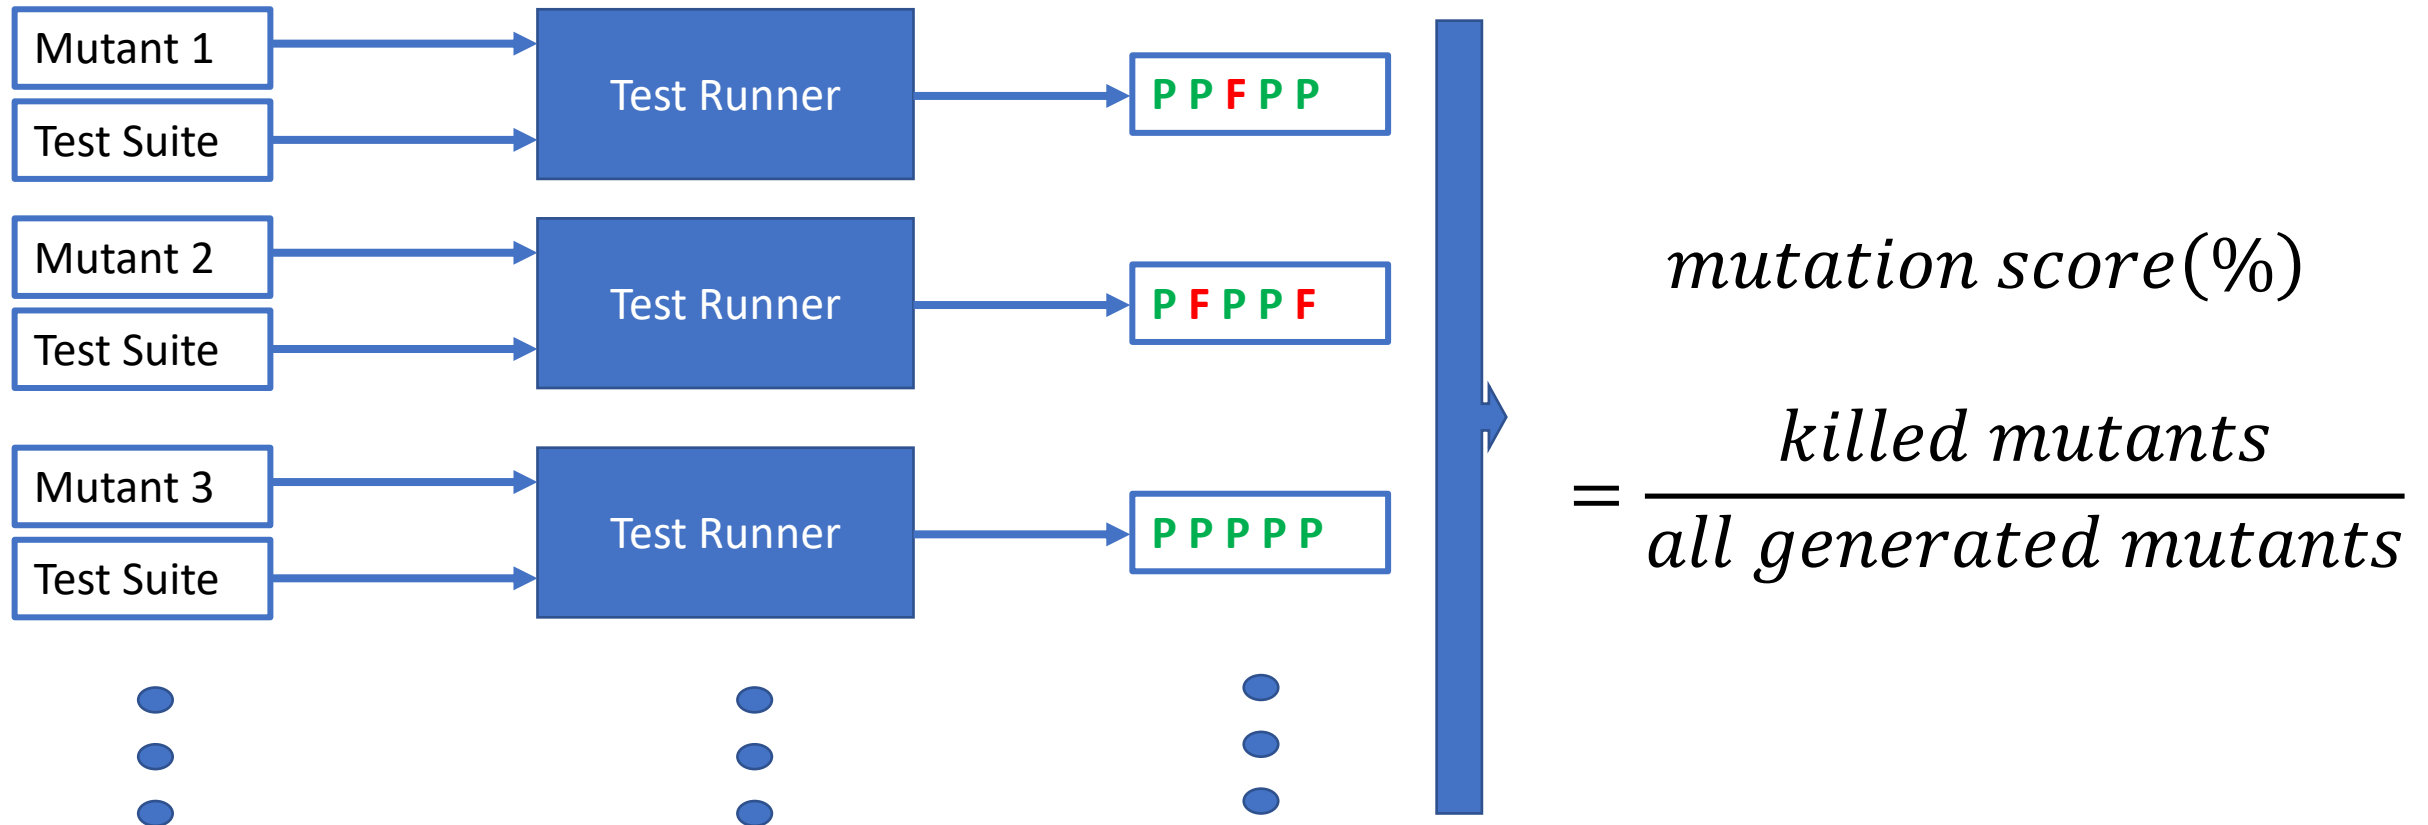 Mutant 1
Test Suite
Test Runner
P P F P P
Mutant 2
Test Suite
Test Runner
P F P P F
Mutant 3
Test Suite
Test Runner
P P P P P
mutation score(%)
= killed mutants
all generated mutants